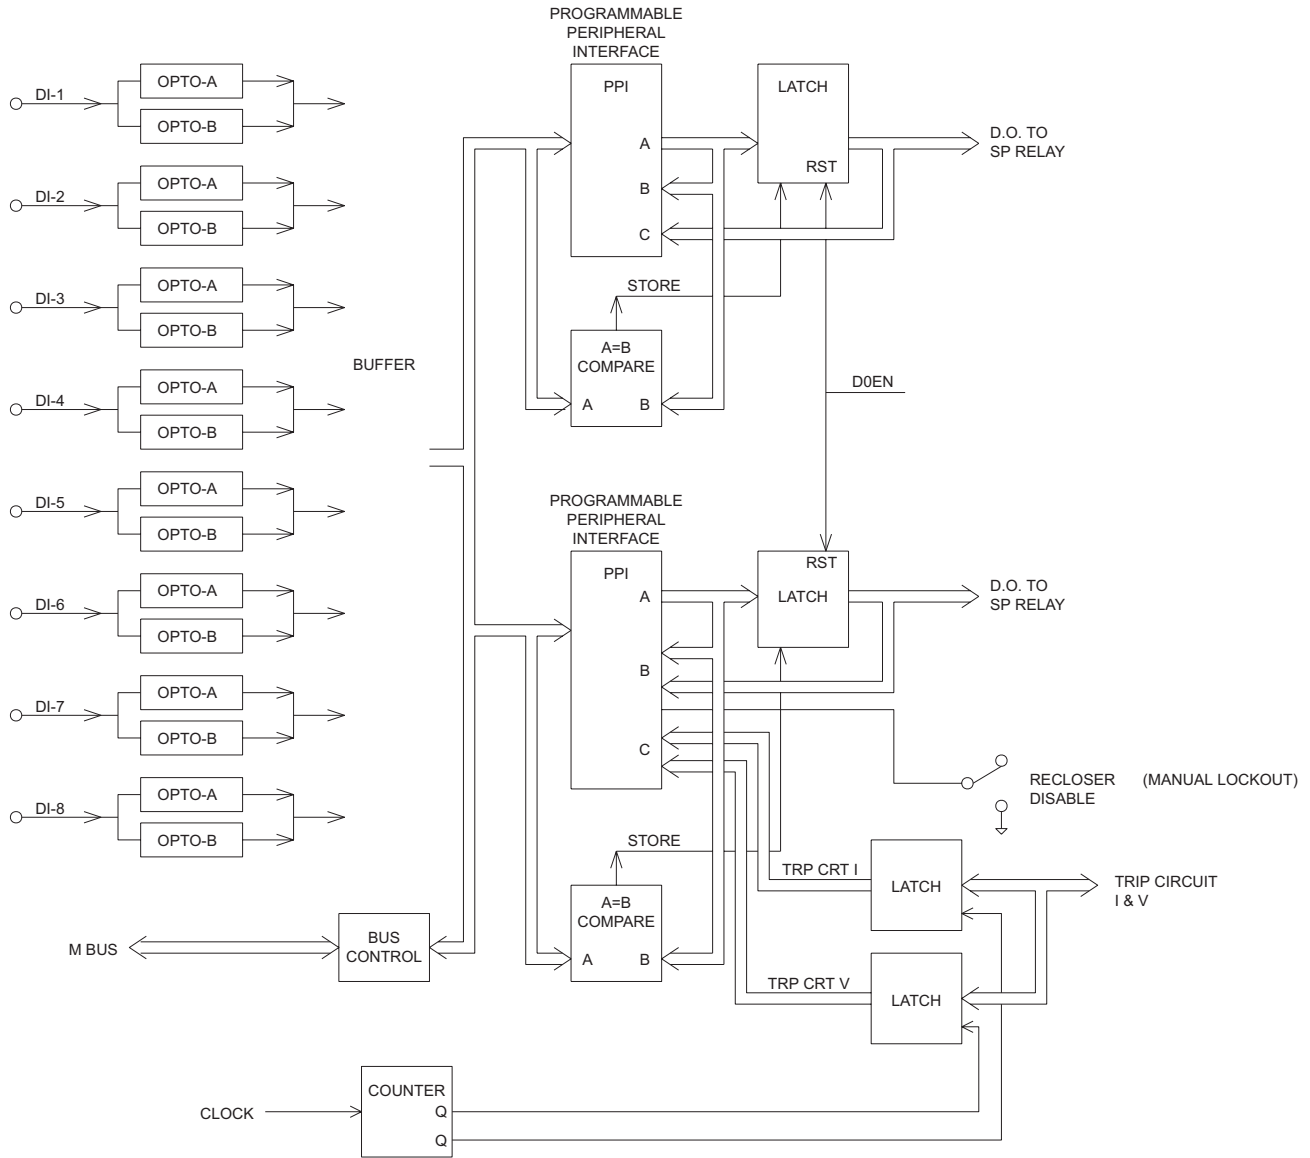 PROGRAMMABLE
PERIPHERAL
INTERFACE
PPI
A
B
C
LATCH
RST
D.O. TO
SP RELAY
DI-1
OPTO-A
OPTO-B
DI-2
OPTO-A
OPTO-B
DI-3
OPTO-A
OPTO-B
DI-4
OPTO-A
OPTO-B
DI-5
OPTO-A
OPTO-B
DI-6
OPTO-A
OPTO-B
DI-7
OPTO-A
OPTO-B
DI-8
OPTO-A
OPTO-B
BUFFER
STORE
A=B
COMPARE
A
B
D0EN
PROGRAMMABLE
PERIPHERAL
INTERFACE
PPI
A
B
C
RST
LATCH
D.O. TO
SP RELAY
RECLOSER
DISABLE
(MANUAL LOCKOUT)
STORE
A=B
COMPARE
A
B
TRP CRT I
LATCH
TRIP CIRCUIT
I & V
TRP CRT V
LATCH
M BUS
BUS
CONTROL
CLOCK
COUNTER
Q
Q